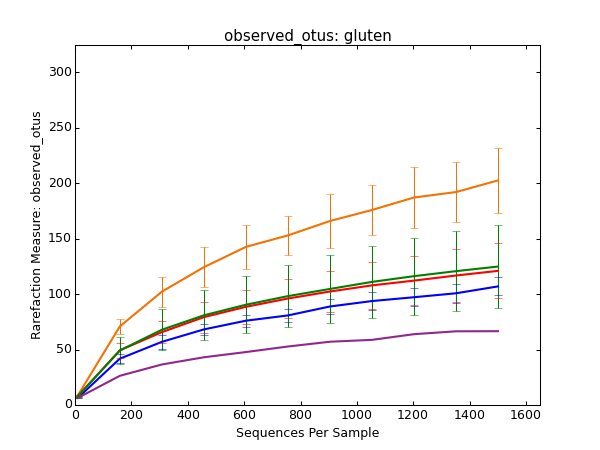 observed_otus: gluten
Rarefaction Measure: observed_otus
300
250
200
150
100
50
0
0 200 400 600 800 1000 1200 1400 1600
Sequences Per Sample